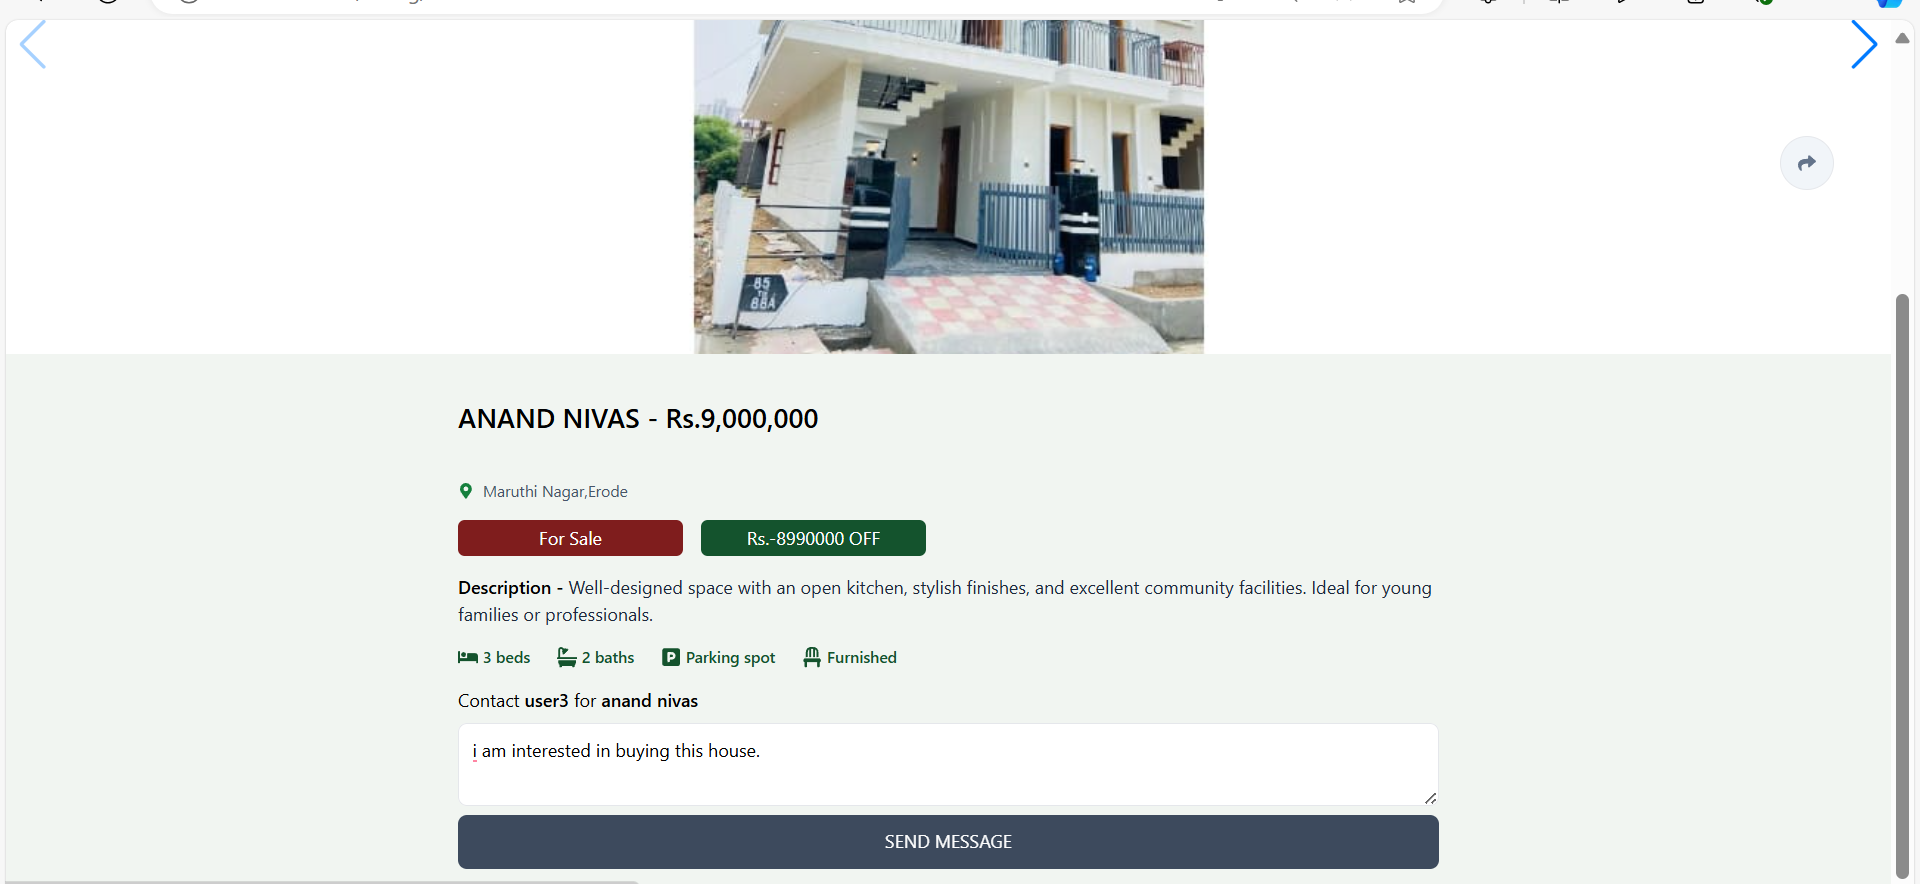 85
TO
88A
ANAND NIVAS - Rs.9,000,000
Maruthi Nagar,Erode
For Sale
Rs.-8990000 OFF
Description - Well-designed space with an open kitchen, stylish finishes, and excellent community facilities. Ideal for young
families or professionals.
3 beds
2 baths
P
Parking spot
Furnished
Contact user3 for anand nivas
i am interested in buying this house.
SEND MESSAGE